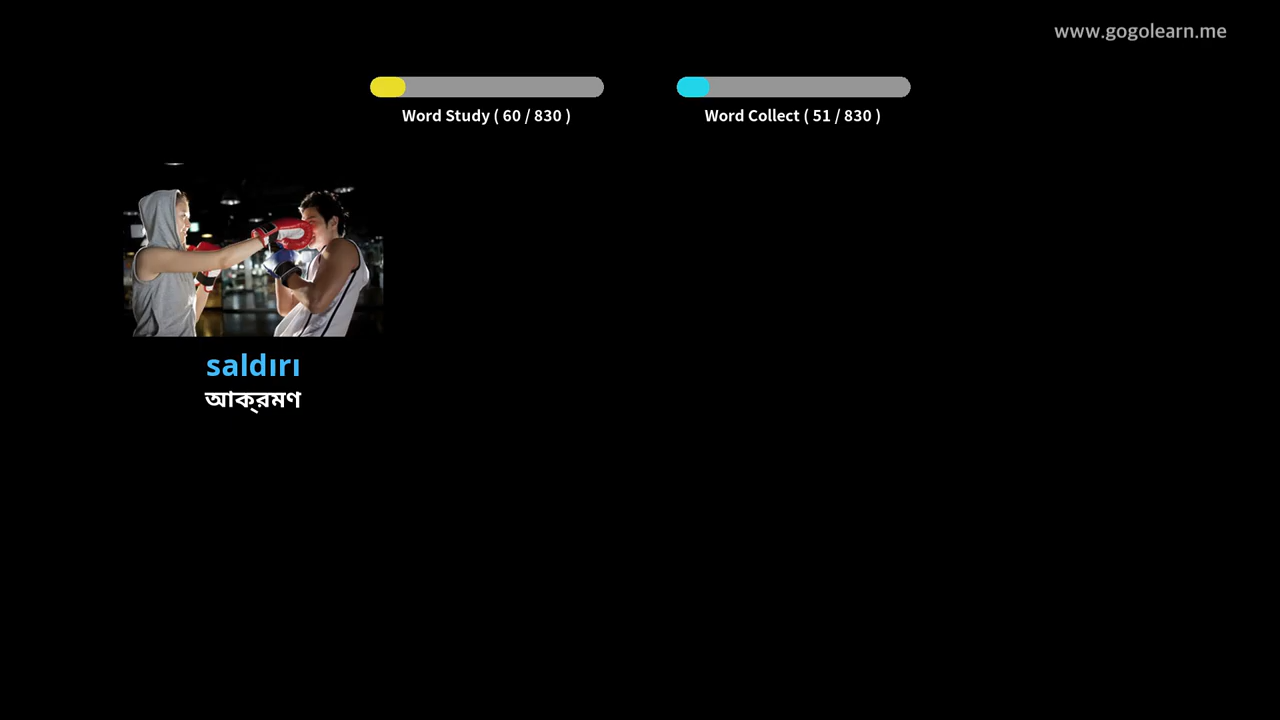 www.gogolearn.me
Word Study ( 60 / 830 )
Word Collect ( 51 / 830 )
saldırı
আক্‌রমণ